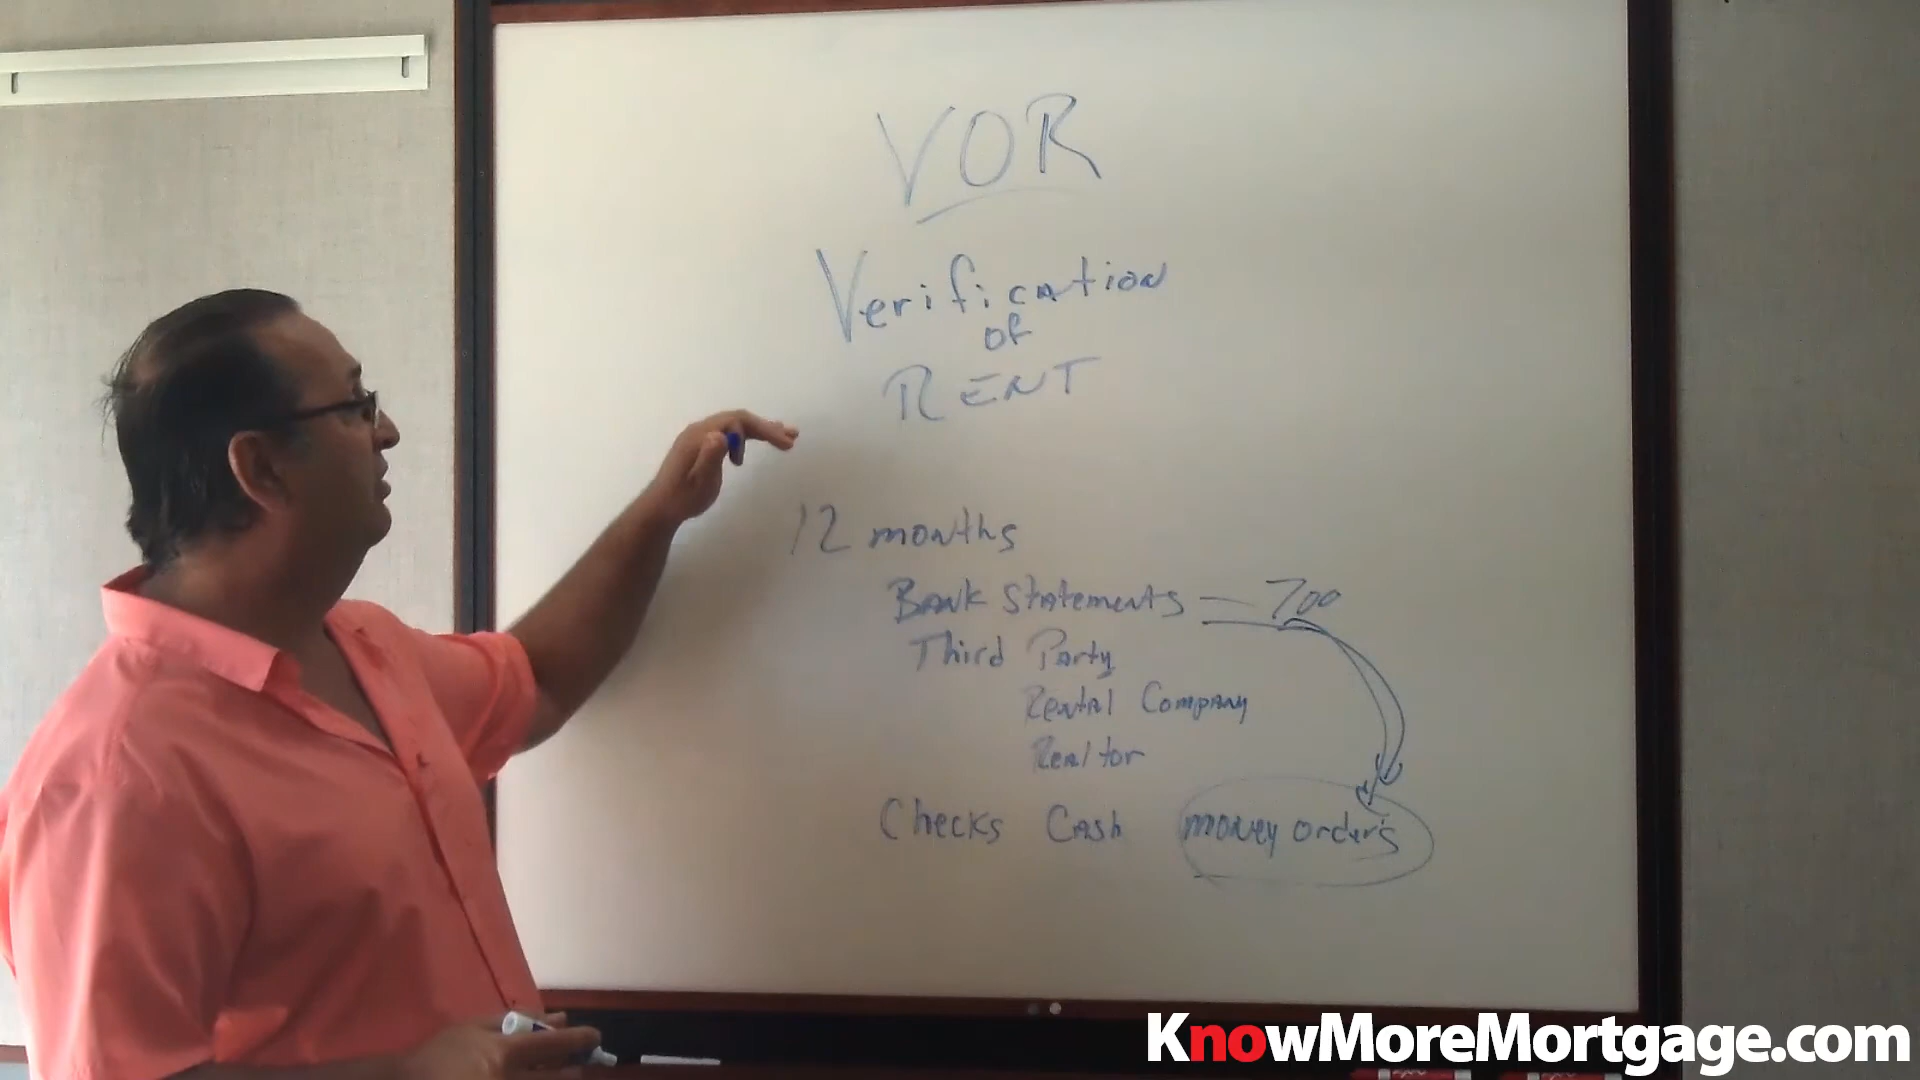 VOR
Verification
of
RENT
12 months
Bank Statements — 700
Third Party
Rental Company
Realtor
Checks Cash money orders
KnowMoreMortgage.com